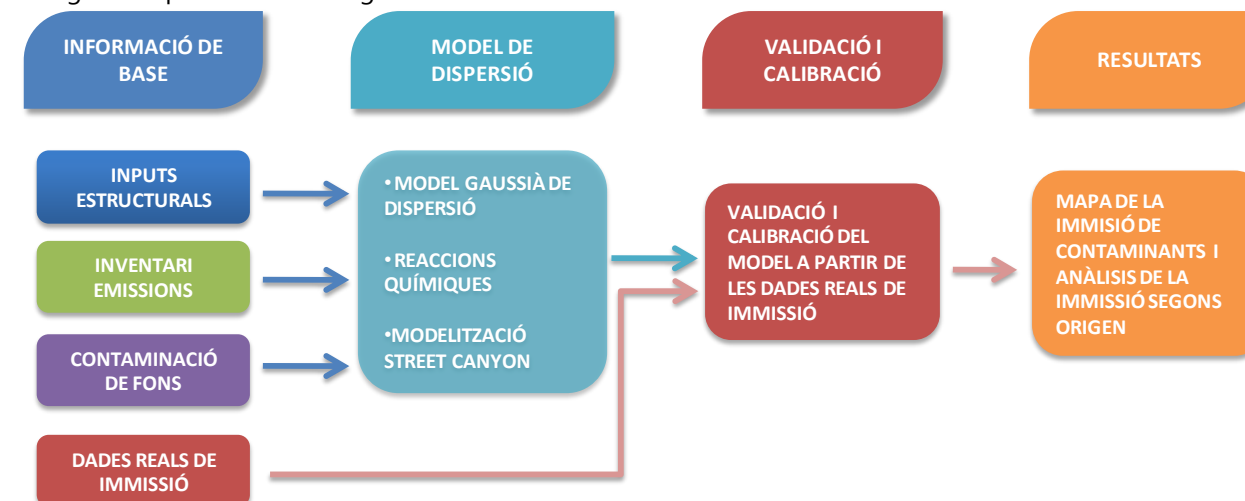 INFORMACIÓ DE
BASE
MODEL DE
DISPERSIÓ
VALIDACIÓ I
CALIBRACIÓ
RESULTATS
INPUTS
ESTRUCTURALS
INVENTARI
EMISSIONS
CONTAMINACIÓ
DE FONS
DADES REALS DE
IMMISSIÓ
•MODEL GAUSSIÀ DE
DISPERSIÓ
•REACCIONS
QUÍMIQUES
•MODELITZACIÓ
STREET CANYON
VALIDACIÓ I
CALIBRACIÓ DEL
MODEL A PARTIR DE
LES DADES REALS DE
IMMISSIÓ
MAPA DE LA
IMMISIÓ DE
CONTAMINANTS I
ANÀLISIS DE LA
IMMISSIÓ SEGONS
ORIGEN